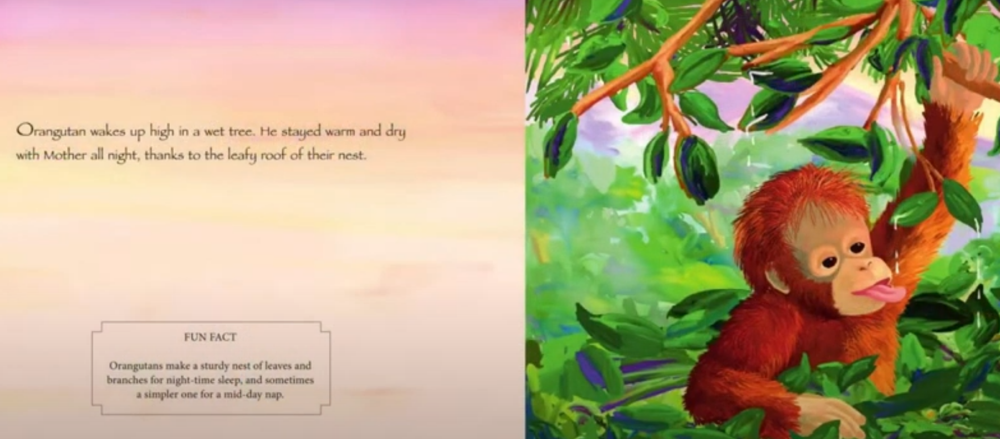 Orangutan wakes up high in a wet tree. He stayed warm and dry
with Mother all night, thanks to the leafy roof of their nest.
FUN FACT
Orangutans make a sturdy nest of leaves and
branches for night-time sleep, and sometimes
a simpler one for a mid-day nap.